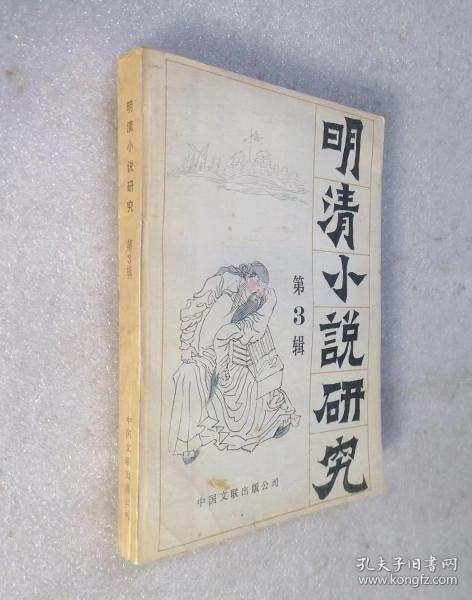 明清小說研究
第3辑
中国文联出版公司
明清小说研究 第3辑
中国文联出版公司
孔夫子旧书网
www.kongfz.com